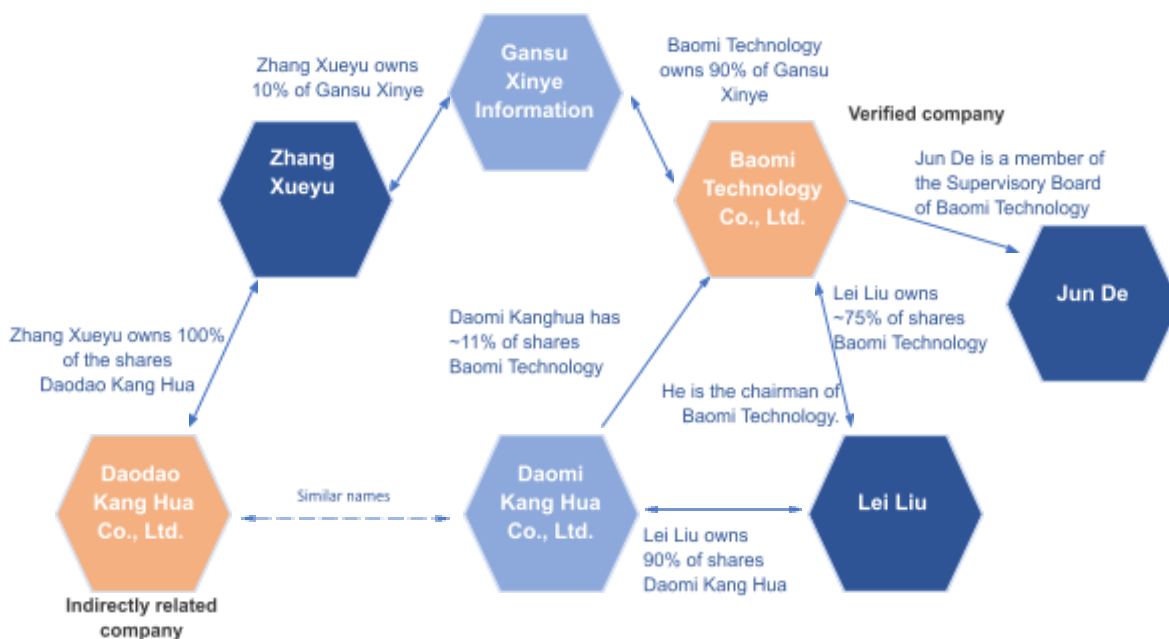 Zhang Xueyu owns
10% of Gansu Xinye
Gansu
Xinye
Information
Baomi Technology
owns 90% of Gansu
Xinye
Verified company
Zhang
Xueyu
Baomi
Technology
Co., Ltd.
Jun De is a member of
the Supervisory Board
of Baomi Technology
Jun De
Zhang Xueyu owns 100%
of the shares
Daodao Kang Hua
Daomi Kanghua has
~11% of shares
Baomi Technology
Lei Liu owns
~75% of shares
Baomi Technology
He is the chairman of
Baomi Technology.
Daodao
Kang Hua
Co., Ltd.
Similar names
Daomi
Kang Hua
Co., Ltd.
Lei Liu
Lei Liu owns
90% of shares
Daomi Kang Hua
Indirectly related
company